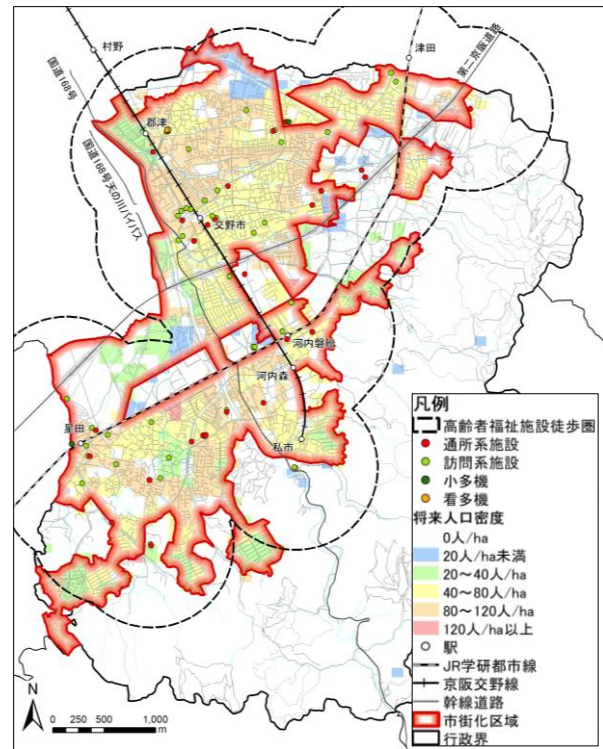 村野
津田
国道168号
第二京阪道路
郡津
国道168号天の川バイパス
交野市
河内磐船
河内森
星田
私市
凡例
高齢者福祉施設徒歩圏
通所系施設
訪問系施設
小多機
看多機
将来人口密度
0人/ha
20人/ha未満
20～40人/ha
40～80人/ha
80～120人/ha
120人/ha以上
駅
JR学研都市線
京阪交野線
幹線道路
市街化区域
行政界
N
0 250 500 1,000
m